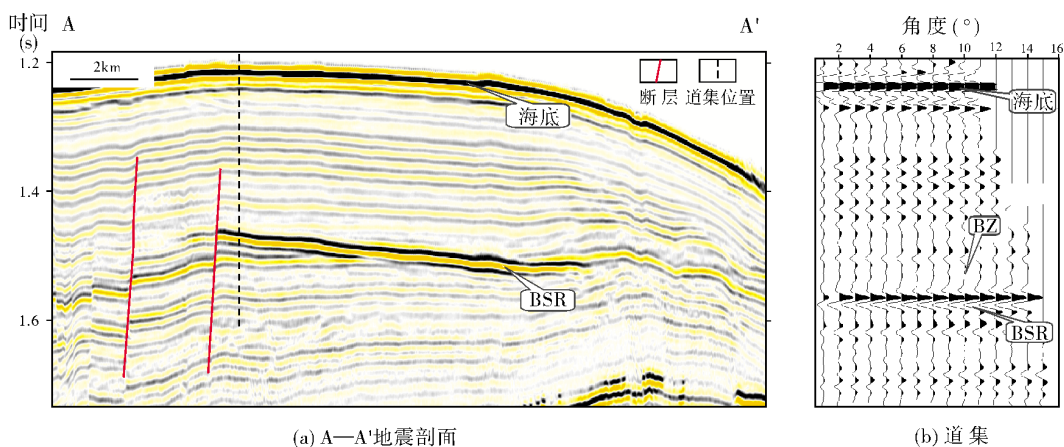 时间 A
(s)
A'
1.2
1.4
1.6
2km
断层
道集位置
海底
BSR
(a) A—A'地震剖面
角度(°)
2 4 6 8 10 12 14 16
海底
BZ
BSR
(b) 道集